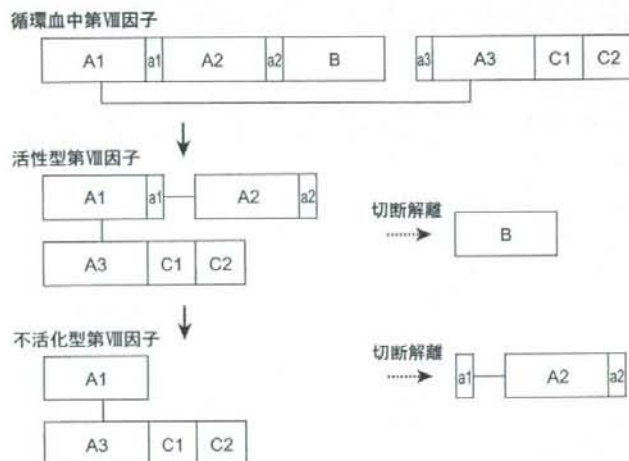 循環血中第Ⅷ因子
A1 a1 A2 a2 B a3 A3 C1 C2
活性型第Ⅷ因子
A1 a1 A2 a2
切断解離
B
A3 C1 C2
不活化型第Ⅷ因子
切断解離
A1
a1 A2 a2
A3 C1 C2